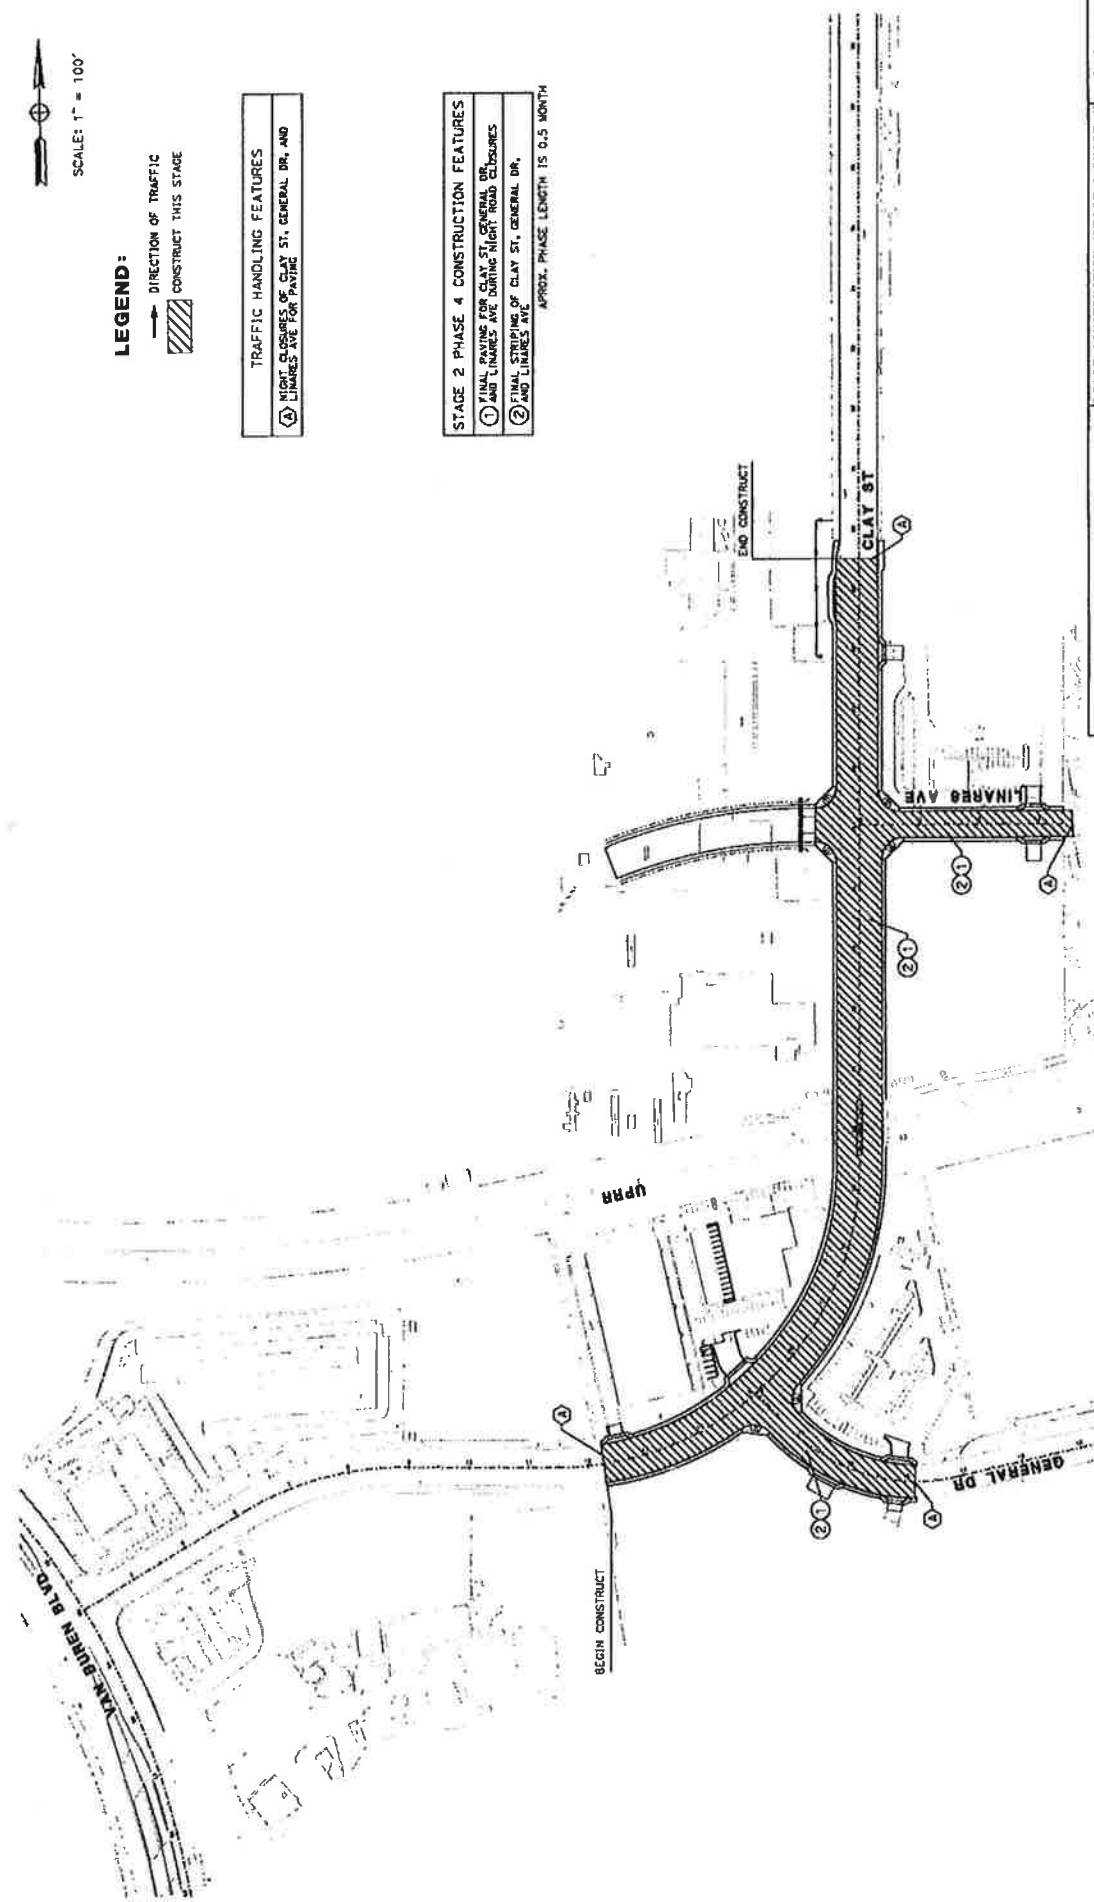 SCALE: 1" = 100'
LEGEND:
DIRECTION OF TRAFFIC
CONSTRUCT THIS STAGE
TRAFFIC HANDLING FEATURES
A NIGHT CLOSURES OF CLAY ST, GENERAL DR, AND
LINARES AVE FOR PAVING
STAGE 2 PHASE 4 CONSTRUCTION FEATURES
1 FINAL PAVING FOR CLAY ST, GENERAL DR,
AND LINARES AVE DURING NIGHT ROAD CLOSURES
2 FINAL STRIPING OF CLAY ST, GENERAL DR,
AND LINARES AVE
APROX. PHASE LENGTH IS 0.5 MONTH
VAN BUREN BLVD
BEGIN CONSTRUCT
A
UPRR
2 1
A
GENERAL DR
2 1
2 1
A
LINARES AVE
END CONSTRUCT
CLAY ST
A